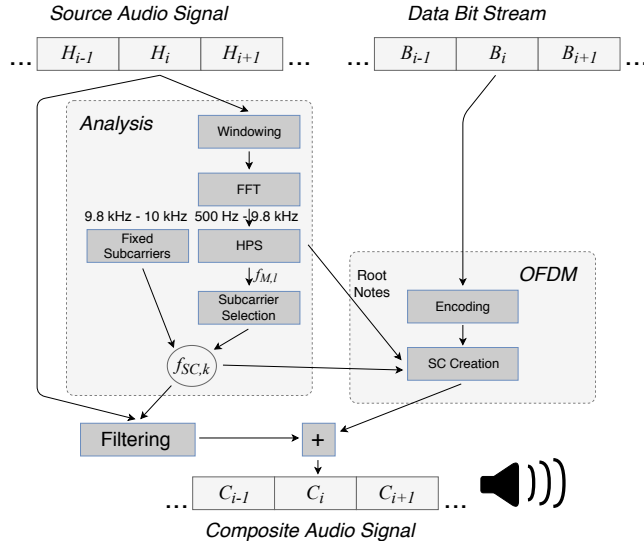 Source Audio Signal
Data Bit Stream
... H_{i-1} H_i H_{i+1} ...
... B_{i-1} B_i B_{i+1} ...
Analysis
Windowing
FFT
9.8 kHz - 10 kHz
500 Hz - 9.8 kHz
Fixed
Subcarriers
HPS
f_{M,l}
Subcarrier
Selection
f_{SC,k}
Root
Notes
OFDM
Encoding
SC Creation
Filtering
+
... C_{i-1} C_i C_{i+1} ...
Composite Audio Signal